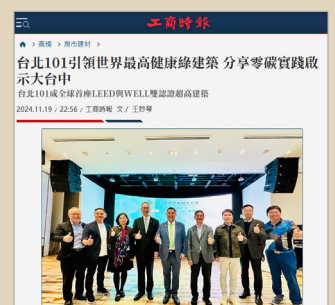 工商時報
商情 > 房市建材 >
台北101引領世界最高健康綠建築 分享零碳實踐啟
示大台中
台北101成全球首座LEED與WELL雙認證超高建築
2024.11.19 / 22:56 / 工商時報 文/ 王妙琴